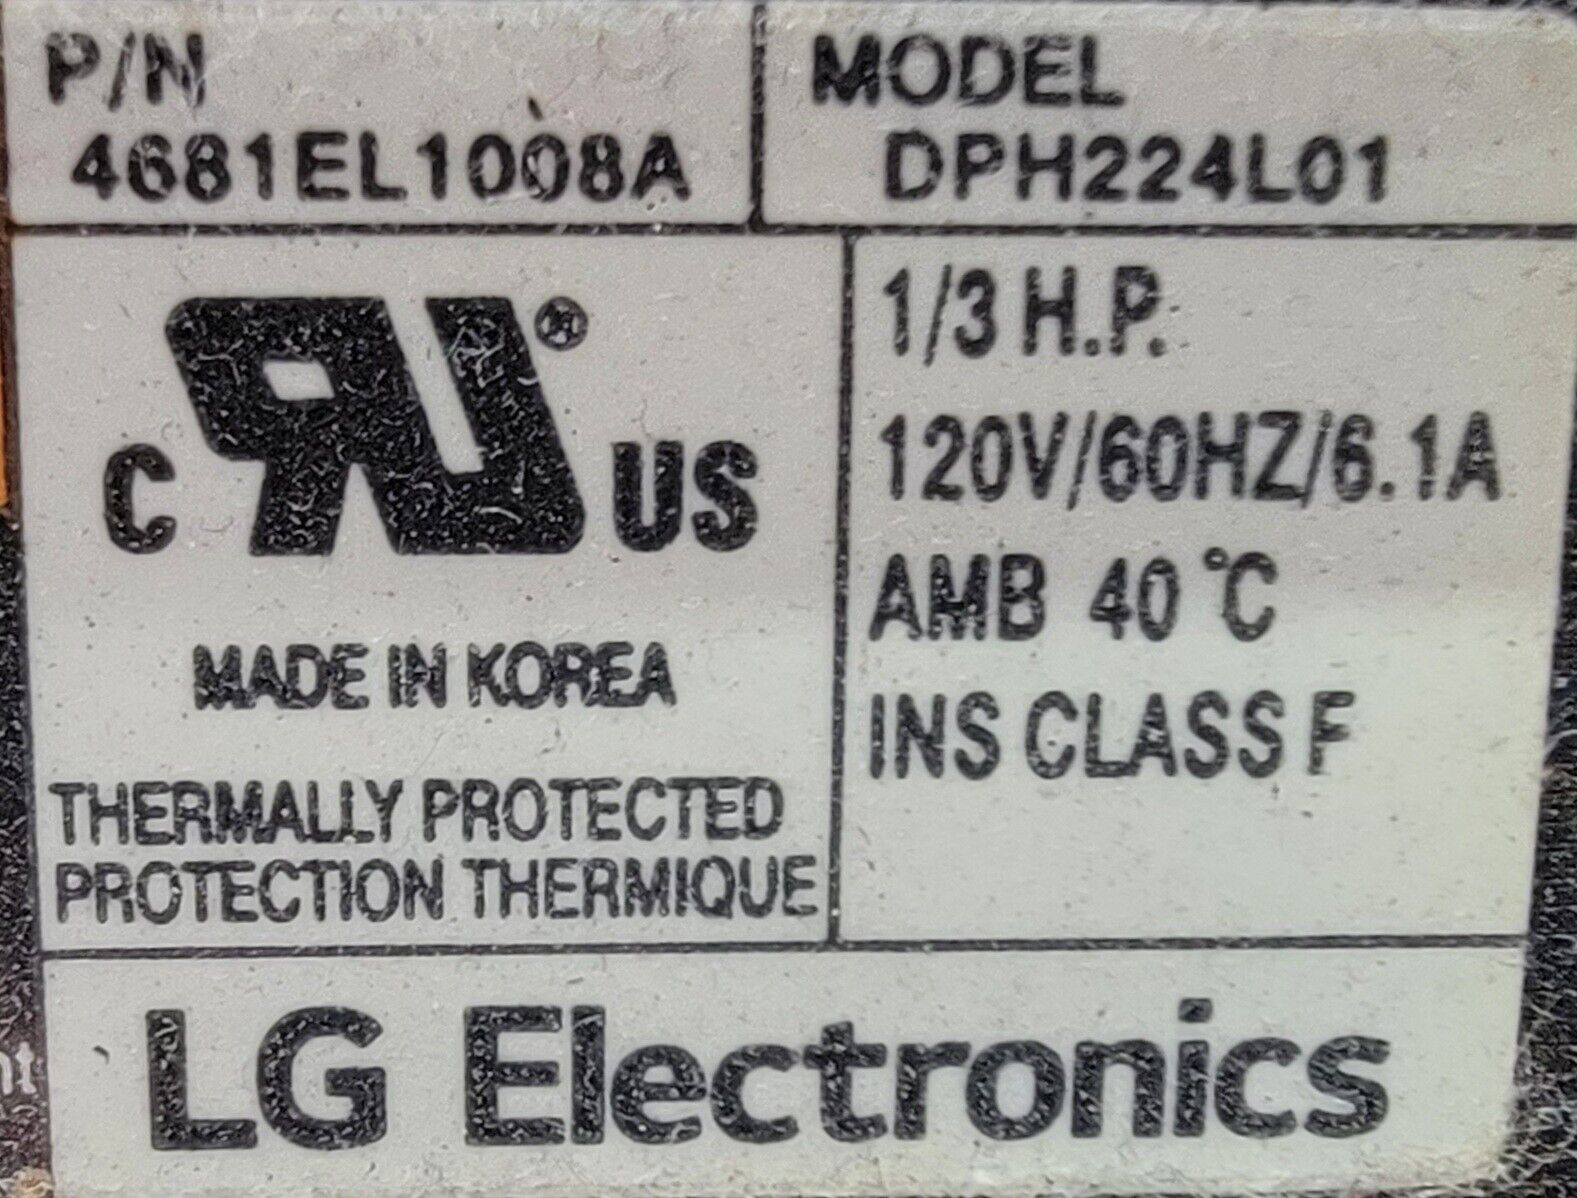 P/N
4681EL1008A
MODEL
DPH224L01
C RU® US
MADE IN KOREA
THERMALLY PROTECTED
PROTECTION THERMIQUE
1/3 H.P.
120V/60HZ/6.1A
AMB 40°C
INS CLASS F
LG Electronics